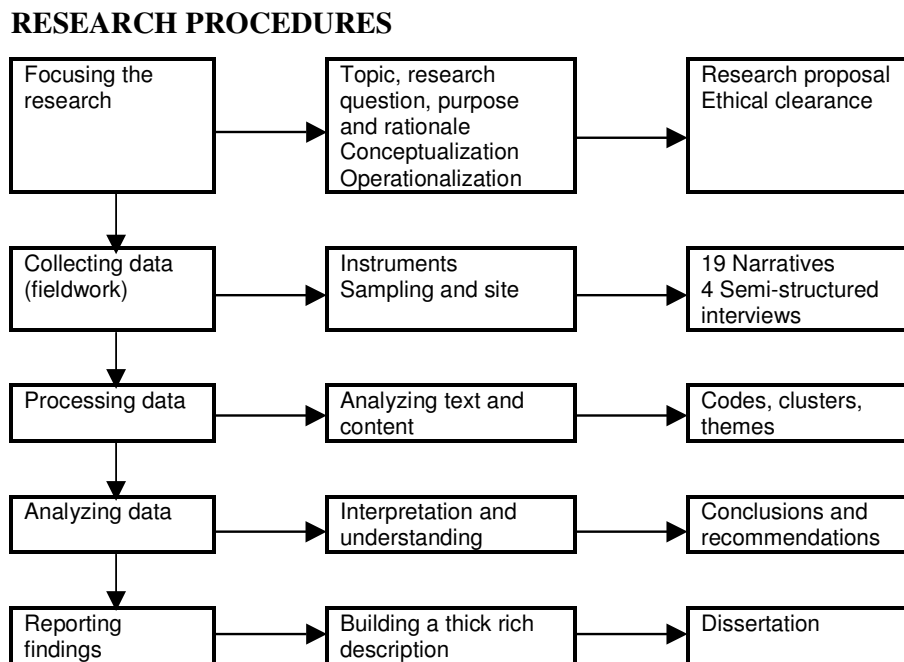 RESEARCH PROCEDURES
Focusing the
research
Topic, research
question, purpose
and rationale
Conceptualization
Operationalization
Research proposal
Ethical clearance
Collecting data
(fieldwork)
Instruments
Sampling and site
19 Narratives
4 Semi-structured
interviews
Processing data
Analyzing text and
content
Codes, clusters,
themes
Analyzing data
Interpretation and
understanding
Conclusions and
recommendations
Reporting
findings
Building a thick rich
description
Dissertation